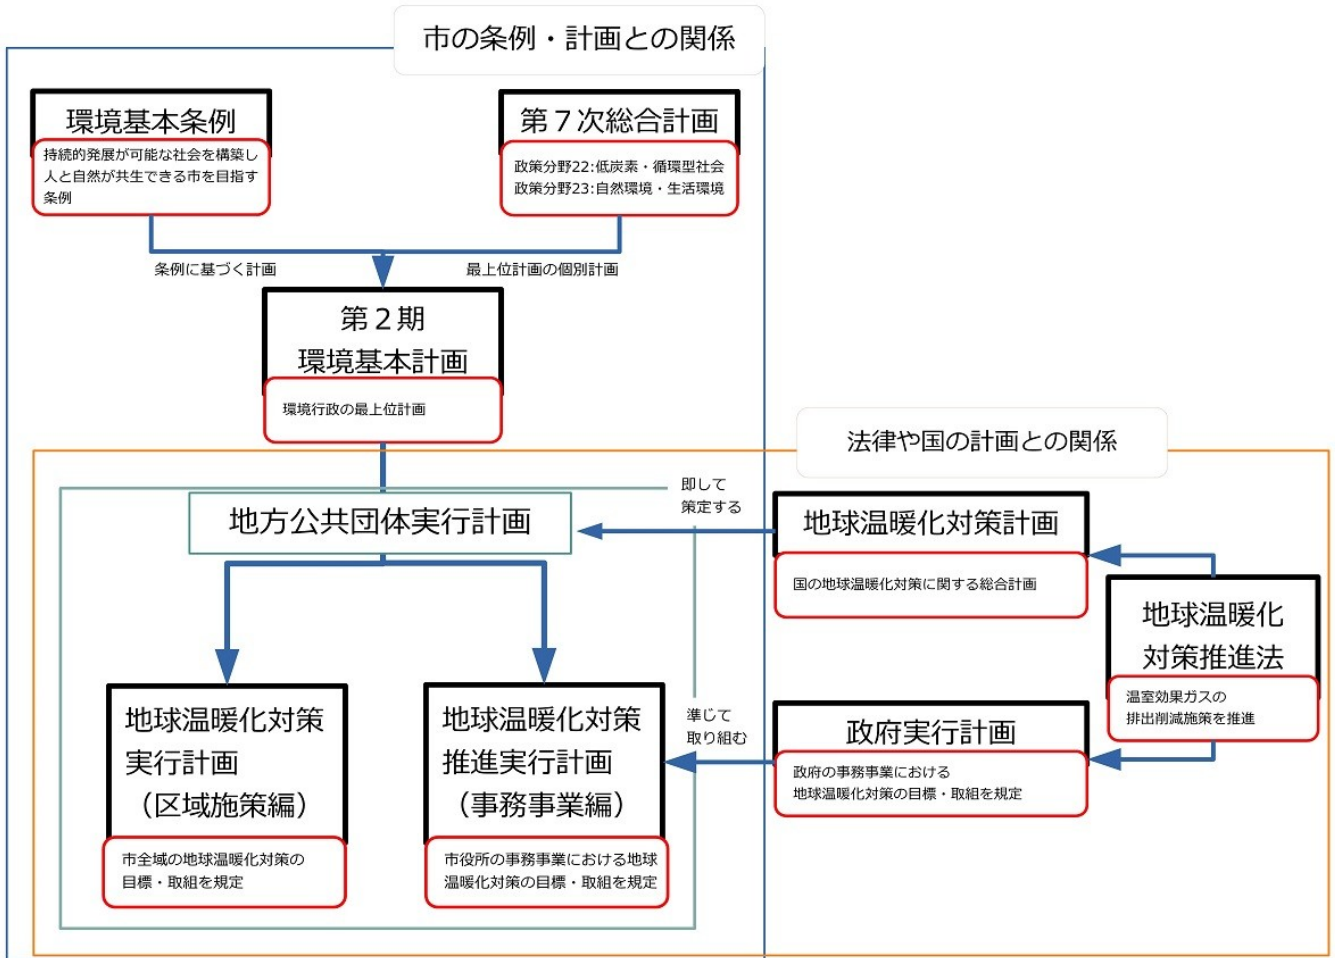 市の条例・計画との関係
環境基本条例
持続的発展が可能な社会を構築し
人と自然が共生できる市を目指す
条例
第７次総合計画
政策分野22:低炭素・循環型社会
政策分野23:自然環境・生活環境
条例に基づく計画
最上位計画の個別計画
第２期
環境基本計画
環境行政の最上位計画
法律や国の計画との関係
即して
策定する
地方公共団体実行計画
地球温暖化対策計画
国の地球温暖化対策に関する総合計画
地球温暖化
対策推進法
温室効果ガスの
排出削減施策を推進
地球温暖化対策
実行計画
（区域施策編）
市全域の地球温暖化対策の
目標・取組を規定
地球温暖化対策
推進実行計画
（事務事業編）
市役所の事務事業における地球
温暖化対策の目標・取組を規定
準じて
取り組む
政府実行計画
政府の事務事業における
地球温暖化対策の目標・取組を規定